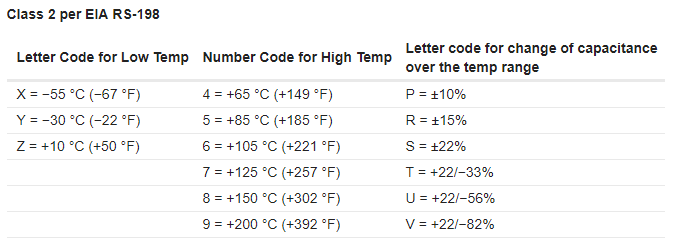 Class 2 per EIA RS-198
Letter Code for Low Temp Number Code for High Temp Letter code for change of capacitance
over the temp range
X = −55 °C (−67 °F) 4 = +65 °C (+149 °F) P = ±10%
Y = −30 °C (−22 °F) 5 = +85 °C (+185 °F) R = ±15%
Z = +10 °C (+50 °F) 6 = +105 °C (+221 °F) S = ±22%
7 = +125 °C (+257 °F) T = +22/−33%
8 = +150 °C (+302 °F) U = +22/−56%
9 = +200 °C (+392 °F) V = +22/−82%